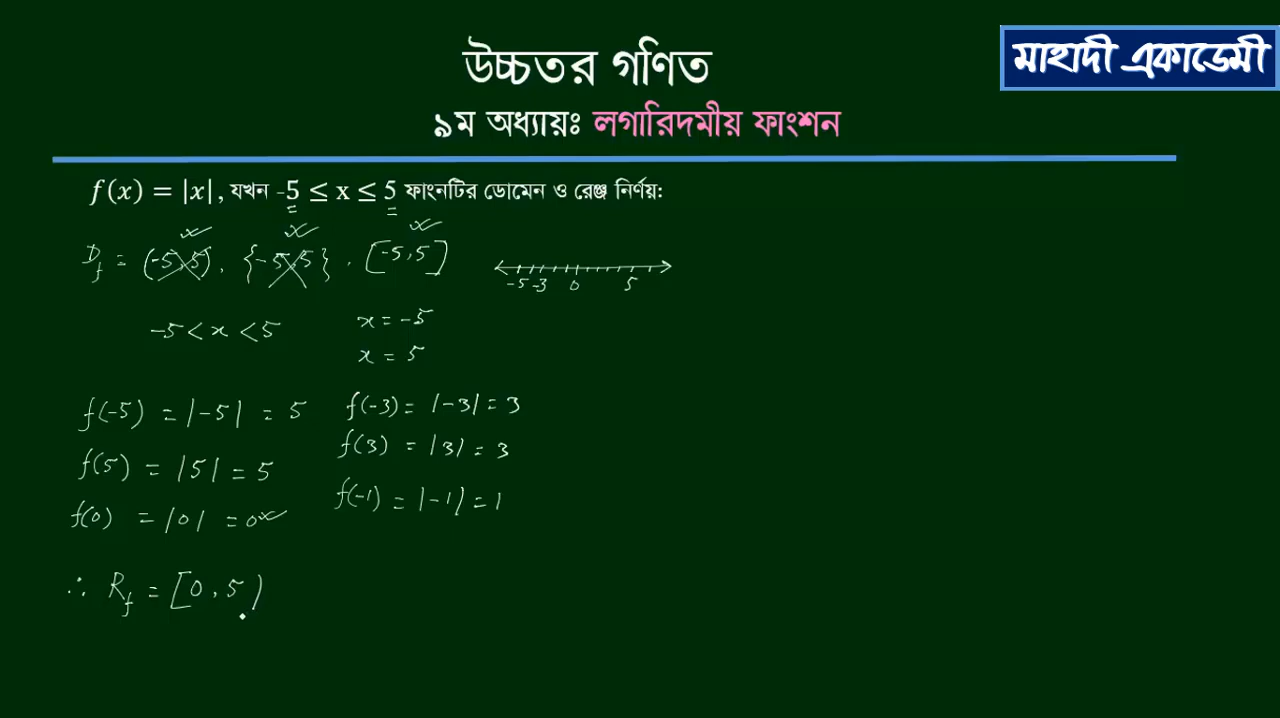 উচ্চতর গণিত
মাহাদী একাডেমী
৯ম অধ্যায়ঃ লগারিদমীয় ফাংশন
f(x) = |x|, যখন -5 ≤ x ≤ 5 ফাংনটির ডোমেন ও রেঞ্জ নির্ণয়:
D_f = (-5, 5), {-5, 5}, [-5, 5]
-5 -3 0 5
-5 < x < 5
x = -5
x = 5
f(-5) = |-5| = 5
f(5) = |5| = 5
f(0) = |0| = 0
f(-3) = |-3| = 3
f(3) = |3| = 3
f(-1) = |-1| = 1
∴ R_f = [0, 5)